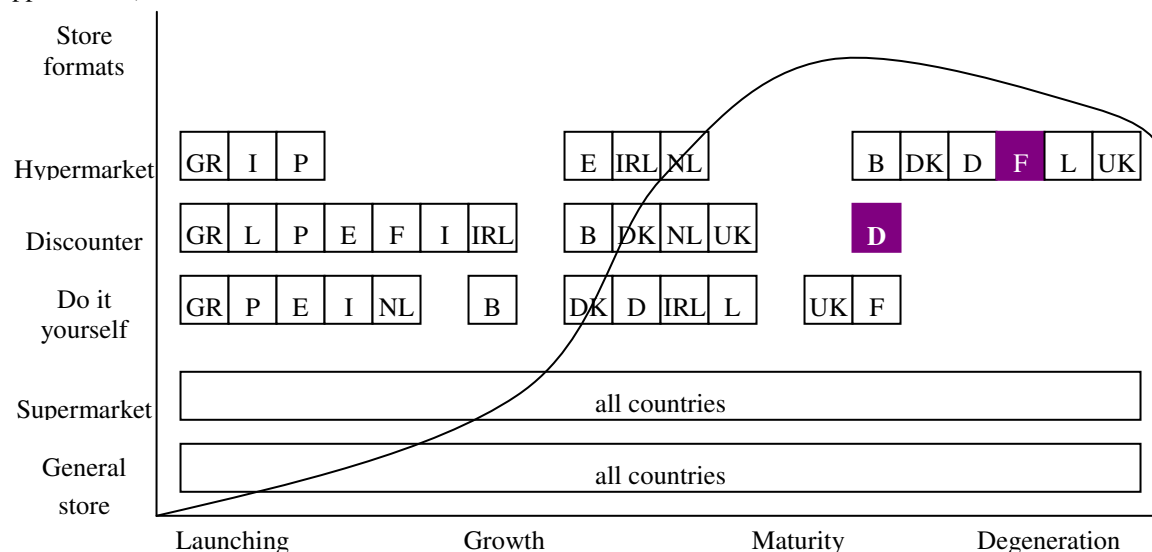 Store
formats
GR I P E IRL NL B DK D F L UK
Hypermarket
GR L P E F I IRL B DK NL UK D
Discounter
Do it
GR P E I NL B DK D IRL L UK F
yourself
all countries
Supermarket
General
all countries
store
Launching Growth Maturity Degeneration